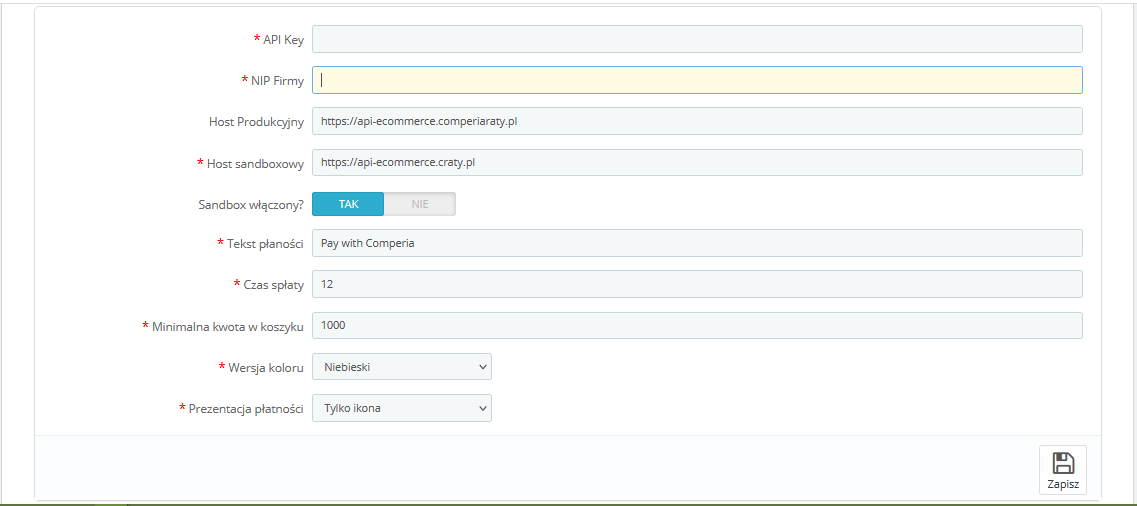 * API Key
* NIP Firmy
Host Produkcyjny https://api-ecommerce.comperiaraty.pl
* Host sandboxowy https://api-ecommerce.craty.pl
Sandbox włączony? TAK NIE
* Tekst płaności Pay with Comperia
* Czas spłaty 12
* Minimalna kwota w koszyku 1000
* Wersja koloru Niebieski
* Prezentacja płatności Tylko ikona
Zapisz